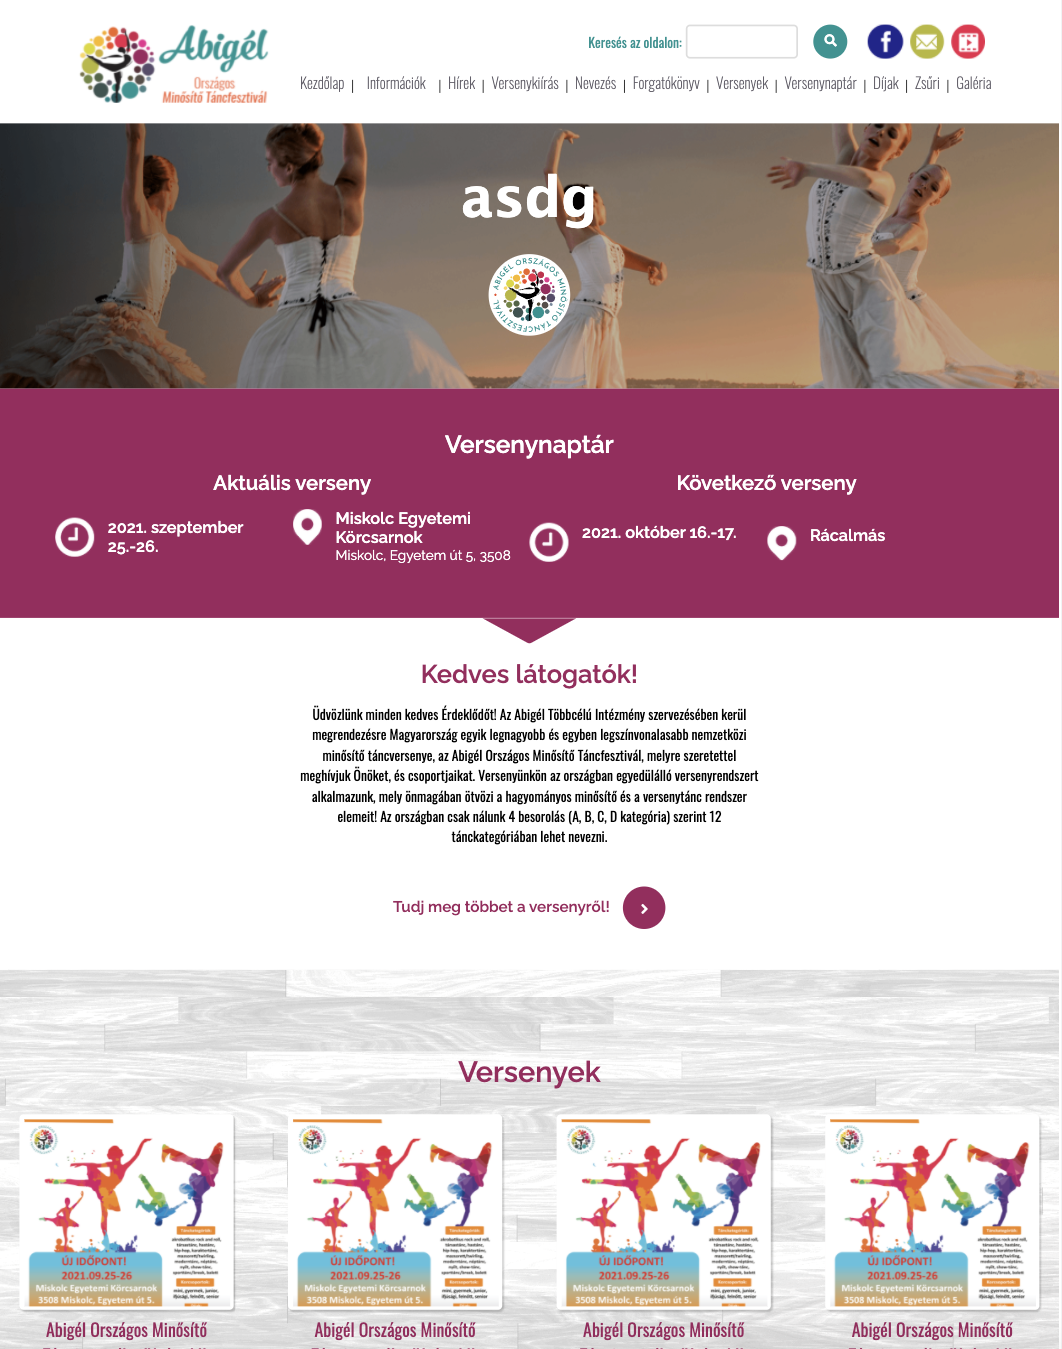 Abigél
Országos
Minősítő Táncfesztivál
Keresés az oldalon:
Kezdőlap | Információk | Hírek | Versenykiírás | Nevezés | Forgatókönyv | Versenyek | Versenynaptár | Díjak | Zsűri | Galéria
asdg
ABIGÉL ORSZÁGOS MINŐSÍTŐ TÁNCFESZTIVÁL
Versenynaptár
Aktuális verseny
2021. szeptember
25.-26.
Miskolc Egyetemi
Körcsarnok
Miskolc, Egyetem út 5, 3508
Következő verseny
2021. október 16.-17.
Rácalmás
Kedves látogatók!
Üdvözlünk minden kedves Érdeklődőt! Az Abigél Többcélú Intézmény szervezésében kerül
megrendezésre Magyarország egyik legnagyobb és egyben legszínvonalasabb nemzetközi
minősítő táncversenye, az Abigél Országos Minősítő Táncfesztivál, melyre szeretettel
meghívjuk Önöket, és csoportjaikat. Versenyünkön az országban egyedülálló versenyrendszert
alkalmazunk, mely önmagában ötvözi a hagyományos minősítő és a versenytánc rendszer
elemeit! Az országban csak nálunk 4 besorolás (A, B, C, D kategória) szerint 12
tánckategóriában lehet nevezni.
Tudj meg többet a versenyről!
Versenyek
ÚJ IDŐPONT!
2021.09.25-26
Miskolc Egyetemi Körcsarnok
3508 Miskolc, Egyetem út 5.
Abigél Országos Minősítő
ÚJ IDŐPONT!
2021.09.25-26
Miskolc Egyetemi Körcsarnok
3508 Miskolc, Egyetem út 5.
Abigél Országos Minősítő
ÚJ IDŐPONT!
2021.09.25-26
Miskolc Egyetemi Körcsarnok
3508 Miskolc, Egyetem út 5.
Abigél Országos Minősítő
ÚJ IDŐPONT!
2021.09.25-26
Miskolc Egyetemi Körcsarnok
3508 Miskolc, Egyetem út 5.
Abigél Országos Minősítő